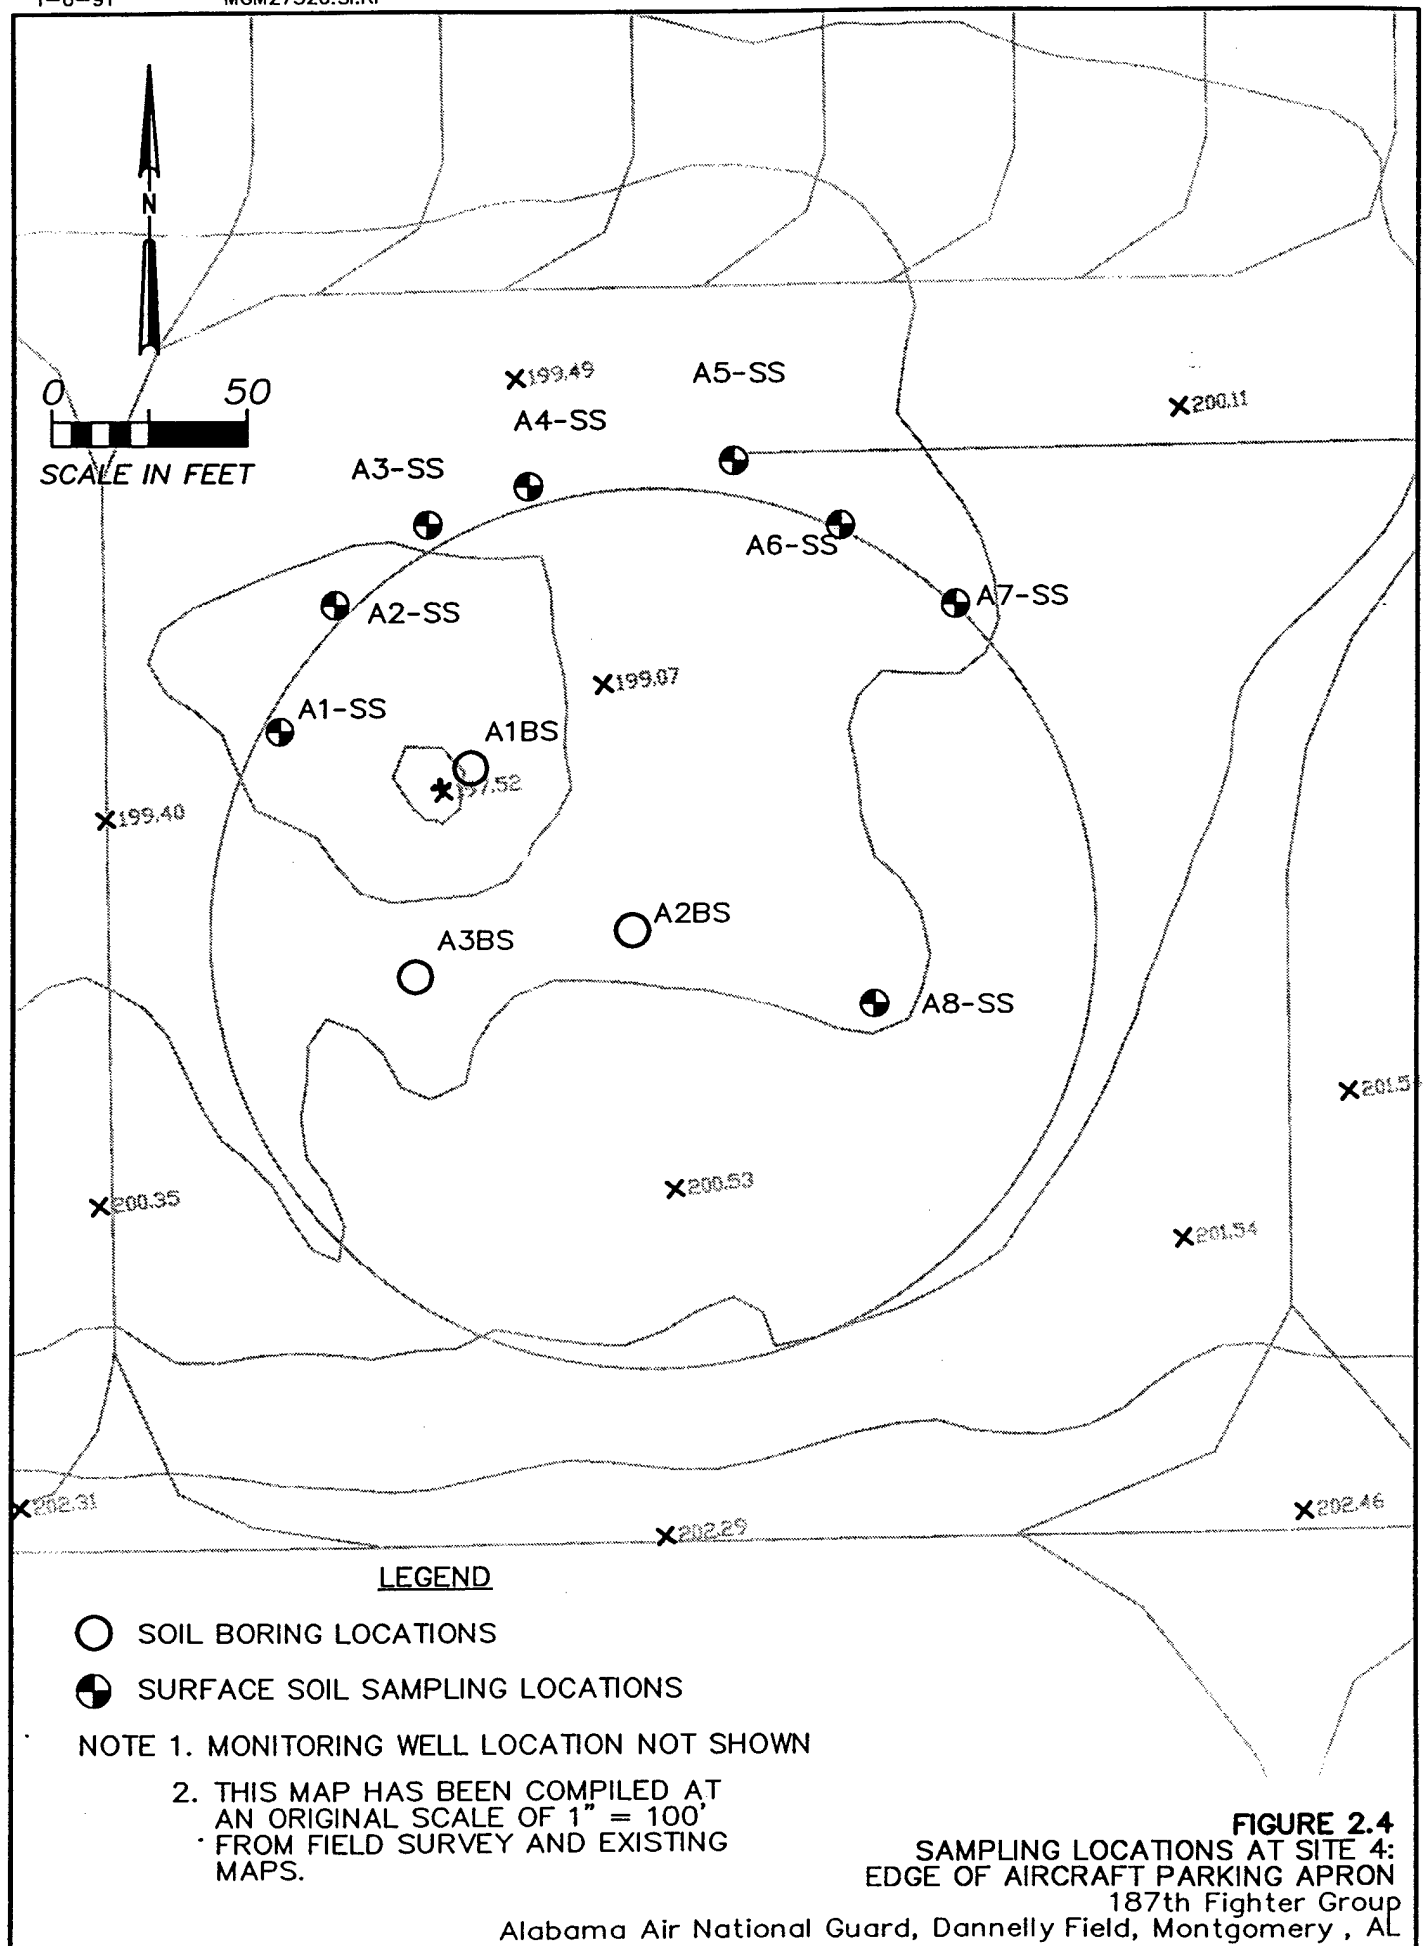 N
0 50
SCALE IN FEET
199.49
A5-SS
200.11
A4-SS
A3-SS
A6-SS
A7-SS
A2-SS
199.07
A1-SS
A1BS
197.52
199.40
A2BS
A3BS
A8-SS
200.35
200.53
201.54
202.31
202.29
202.46
LEGEND
SOIL BORING LOCATIONS
SURFACE SOIL SAMPLING LOCATIONS
NOTE 1. MONITORING WELL LOCATION NOT SHOWN
2. THIS MAP HAS BEEN COMPILED AT
AN ORIGINAL SCALE OF 1" = 100'
FROM FIELD SURVEY AND EXISTING
MAPS.
FIGURE 2.4
SAMPLING LOCATIONS AT SITE 4:
EDGE OF AIRCRAFT PARKING APRON
187th Fighter Group
Alabama Air National Guard, Dannelly Field, Montgomery , AL